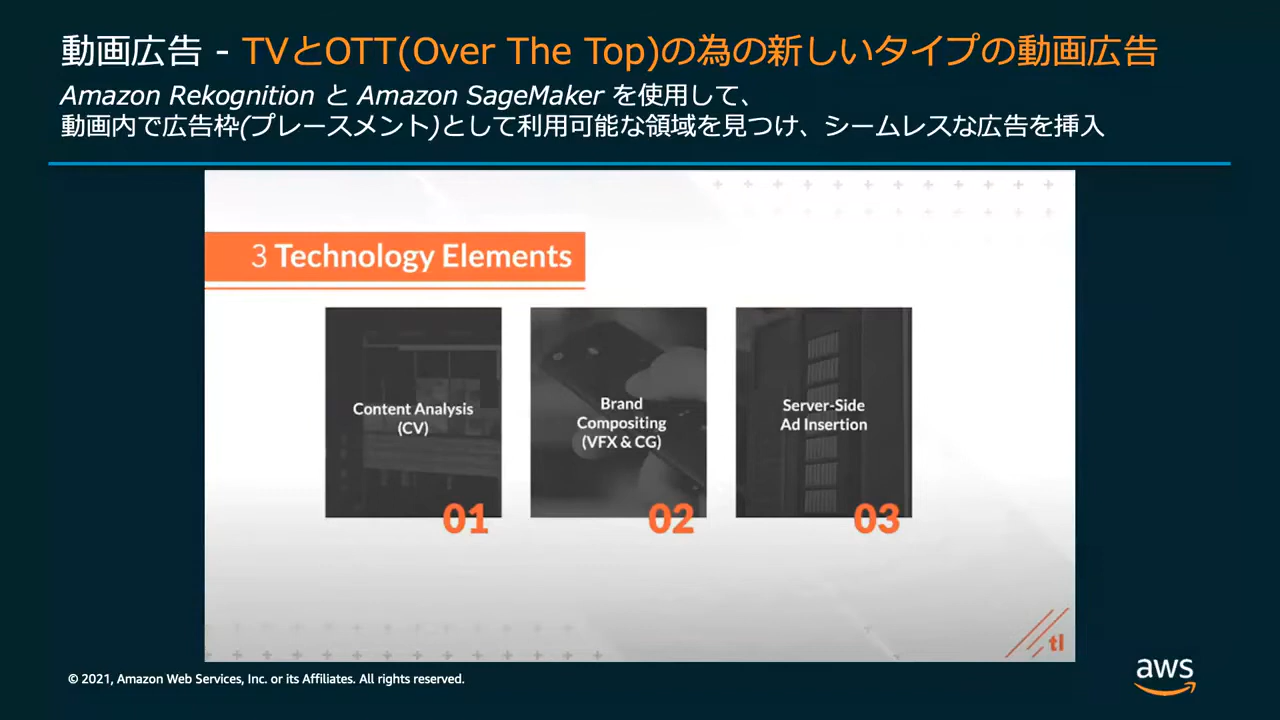 動画広告 - TVとOTT(Over The Top)の為の新しいタイプの動画広告
Amazon Rekognition と Amazon SageMaker を使用して、
動画内で広告枠(プレースメント)として利用可能な領域を見つけ、シームレスな広告を挿入
3 Technology Elements
Content Analysis
(CV)
01
Brand
Compositing
(VFX & CG)
02
Server-Side
Ad Insertion
03
tl
© 2021, Amazon Web Services, Inc. or its Affiliates. All rights reserved.
aws